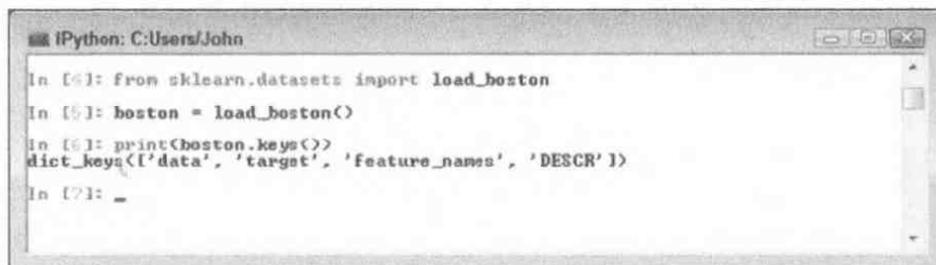 IPython: C:Users/John
In [4]: from sklearn.datasets import load_boston
In [5]: boston = load_boston()
In [6]: print(boston.keys())
dict_keys(['data', 'target', 'feature_names', 'DESCR'])
In [7]: _